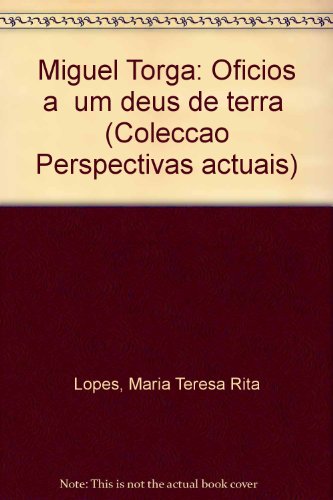 Miguel Torga: Oficios
a um deus de terra
(Coleccao
Perspectivas actuais)
Lopes, Maria Teresa Rita
Note: This is not the actual book cover